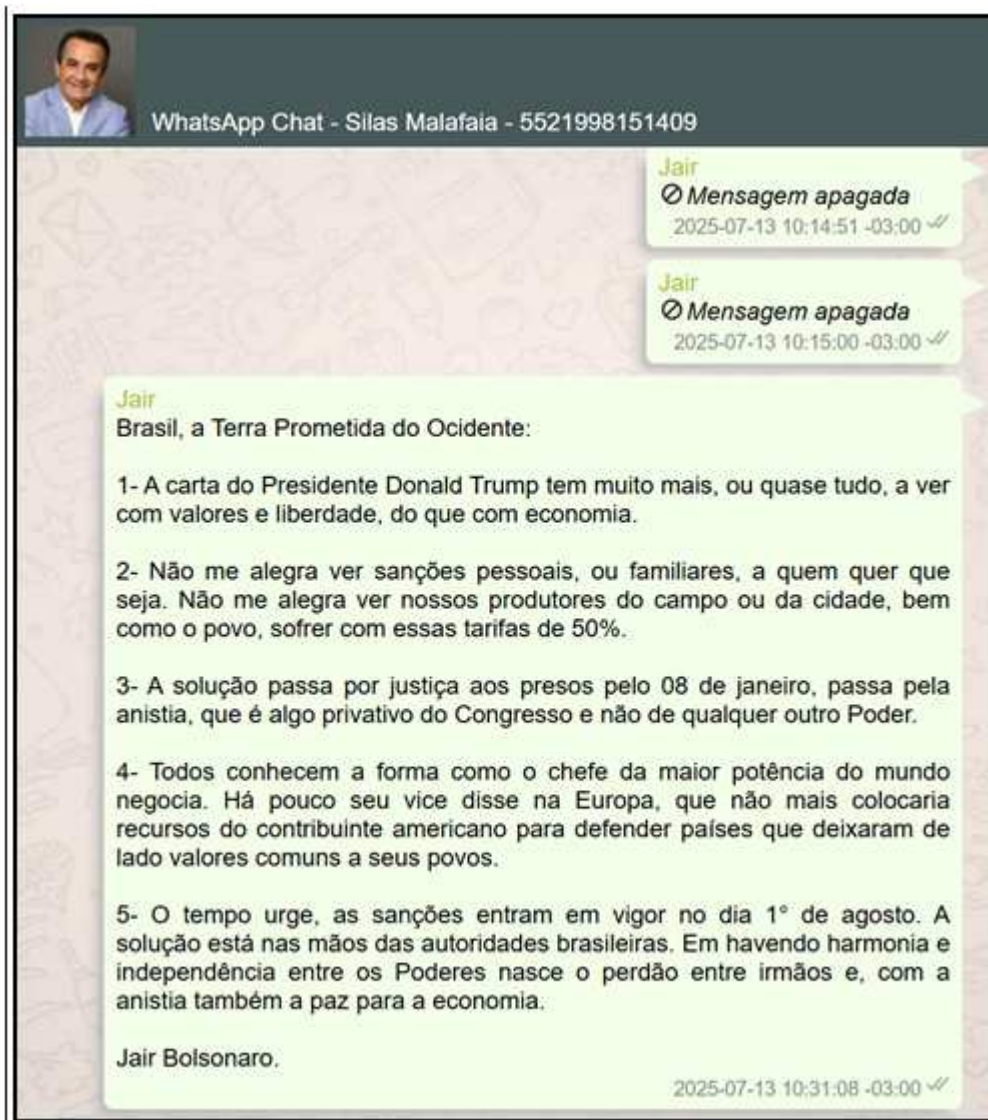 WhatsApp Chat - Silas Malafaia - 5521998151409
Jair
Mensagem apagada
2025-07-13 10:14:51 -03:00
Jair
Mensagem apagada
2025-07-13 10:15:00 -03:00
Jair
Brasil, a Terra Prometida do Ocidente:
1- A carta do Presidente Donald Trump tem muito mais, ou quase tudo, a ver
com valores e liberdade, do que com economia.
2- Não me alegra ver sanções pessoais, ou familiares, a quem quer que
seja. Não me alegra ver nossos produtores do campo ou da cidade, bem
como o povo, sofrer com essas tarifas de 50%.
3- A solução passa por justiça aos presos pelo 08 de janeiro, passa pela
anistia, que é algo privativo do Congresso e não de qualquer outro Poder.
4- Todos conhecem a forma como o chefe da maior potência do mundo
negocia. Há pouco seu vice disse na Europa, que não mais colocaria
recursos do contribuinte americano para defender países que deixaram de
lado valores comuns a seus povos.
5- O tempo urge, as sanções entram em vigor no dia 1° de agosto. A
solução está nas mãos das autoridades brasileiras. Em havendo harmonia e
independência entre os Poderes nasce o perdão entre irmãos e, com a
anistia também a paz para a economia.
Jair Bolsonaro.
2025-07-13 10:31:08 -03:00